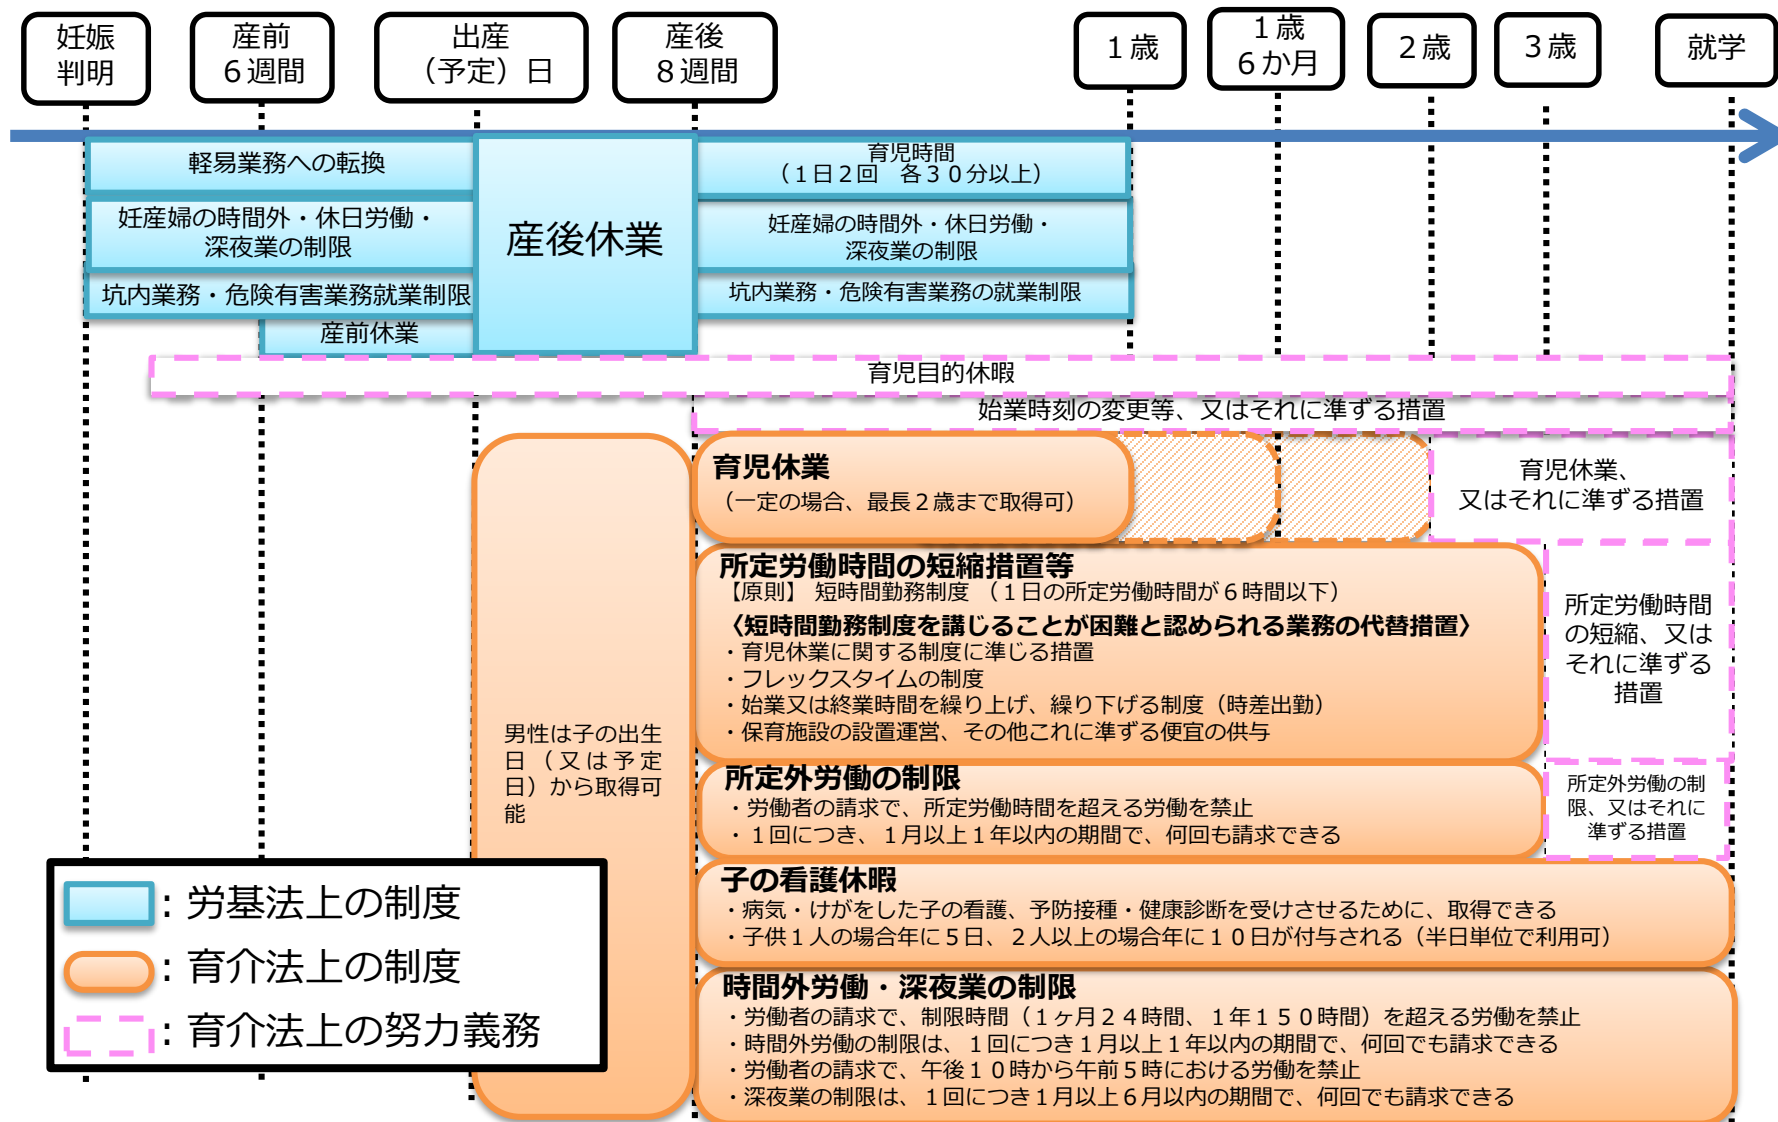 妊娠
判明
産前
６週間
出産
（予定）日
産後
８週間
１歳
１歳
６か月
２歳
３歳
就学
軽易業務への転換
妊産婦の時間外・休日労働・
深夜業の制限
坑内業務・危険有害業務就業制限
産前休業
産後休業
育児時間
（１日２回　各３０分以上）
妊産婦の時間外・休日労働・
深夜業の制限
坑内業務・危険有害業務の就業制限
育児目的休暇
始業時刻の変更等、又はそれに準ずる措置
男性は子の出生
日（又は予定
日）から取得可
能
育児休業
（一定の場合、最長２歳まで取得可）
育児休業、
又はそれに準ずる措置
所定労働時間の短縮措置等
【原則】 短時間勤務制度 （１日の所定労働時間が６時間以下）
〈短時間勤務制度を講じることが困難と認められる業務の代替措置〉
・育児休業に関する制度に準じる措置
・フレックスタイムの制度
・始業又は終業時間を繰り上げ、繰り下げる制度（時差出勤）
・保育施設の設置運営、その他これに準ずる便宜の供与
所定労働時間
の短縮、又は
それに準ずる
措置
所定外労働の制限
・労働者の請求で、所定労働時間を超える労働を禁止
・１回につき、１月以上１年以内の期間で、何回も請求できる
所定外労働の制
限、又はそれに
準ずる措置
子の看護休暇
・病気・けがをした子の看護、予防接種・健康診断を受けさせるために、取得できる
・子供１人の場合年に５日、２人以上の場合年に１０日が付与される（半日単位で利用可）
時間外労働・深夜業の制限
・労働者の請求で、制限時間（１ヶ月２４時間、１年１５０時間）を超える労働を禁止
・時間外労働の制限は、１回につき１月以上１年以内の期間で、何回でも請求できる
・労働者の請求で、午後１０時から午前５時における労働を禁止
・深夜業の制限は、１回につき１月以上６月以内の期間で、何回でも請求できる
：労基法上の制度
：育介法上の制度
：育介法上の努力義務